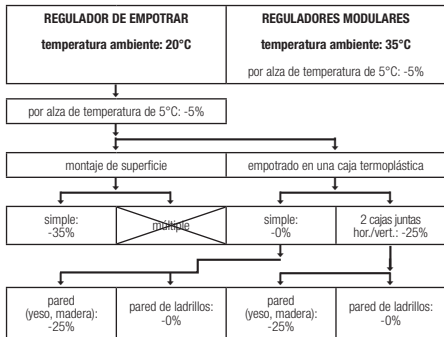 REGULADOR DE EMPOTRAR
temperatura ambiente: 20°C
REGULADORES MODULARES
temperatura ambiente: 35°C
por alza de temperatura de 5°C: -5%
por alza de temperatura de 5°C: -5%
montaje de superficie
empotrado en una caja termoplástica
simple:
-35%
múltiple
simple:
-0%
2 cajas juntas
hor./vert.: -25%
pared
(yeso, madera):
-25%
pared de ladrillos:
-0%
pared
(yeso, madera):
-25%
pared de ladrillos:
-0%